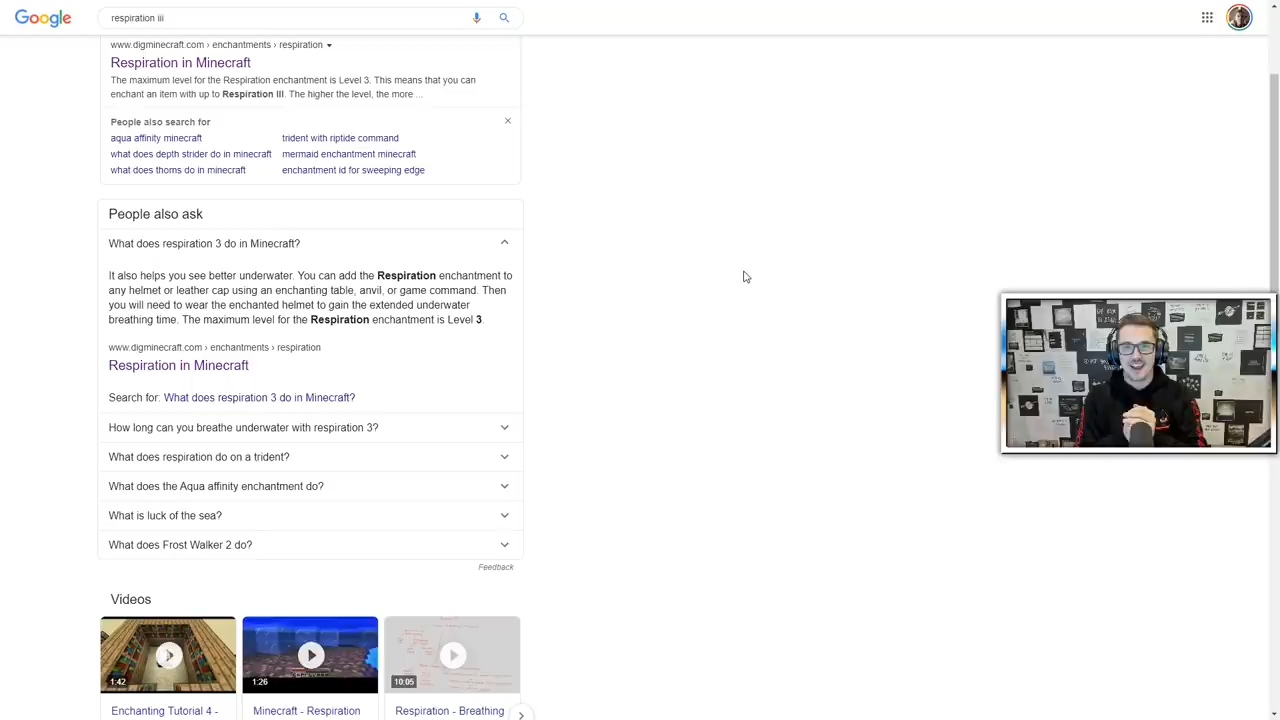 Google
respiration iii
www.digminecraft.com › enchantments › respiration
Respiration in Minecraft
The maximum level for the Respiration enchantment is Level 3. This means that you can
enchant an item with up to Respiration III. The higher the level, the more ...
People also search for
aqua affinity minecraft
trident with riptide command
what does depth strider do in minecraft
mermaid enchantment minecraft
what does thorns do in minecraft
enchantment id for sweeping edge
People also ask
What does respiration 3 do in Minecraft?
It also helps you see better underwater. You can add the Respiration enchantment to
any helmet or leather cap using an enchanting table, anvil, or game command. Then
you will need to wear the enchanted helmet to gain the extended underwater
breathing time. The maximum level for the Respiration enchantment is Level 3.
www.digminecraft.com › enchantments › respiration
Respiration in Minecraft
Search for: What does respiration 3 do in Minecraft?
How long can you breathe underwater with respiration 3?
What does respiration do on a trident?
What does the Aqua affinity enchantment do?
What is luck of the sea?
What does Frost Walker 2 do?
Feedback
Videos
1:42
1:26
10:05
Enchanting Tutorial 4 -
Minecraft - Respiration
Respiration - Breathing